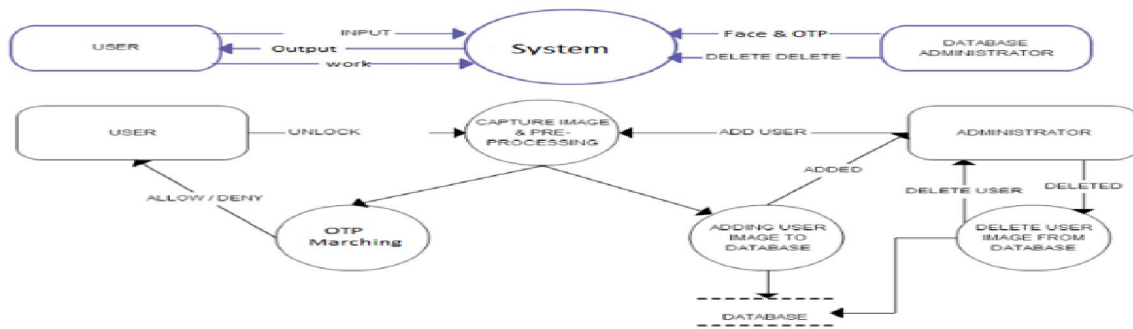 USER
INPUT
Output
work
System
Face & OTP
DELETE DELETE
DATABASE
ADMINISTRATOR
USER
UNLOCK
CAPTURE IMAGE
& PRE-
PROCESSING
ADD USER
ADMINISTRATOR
ALLOW / DENY
ADDED
DELETE USER
DELETED
OTP
Marching
ADDING USER
IMAGE TO
DATABASE
DELETE USER
IMAGE FROM
DATABASE
DATABASE